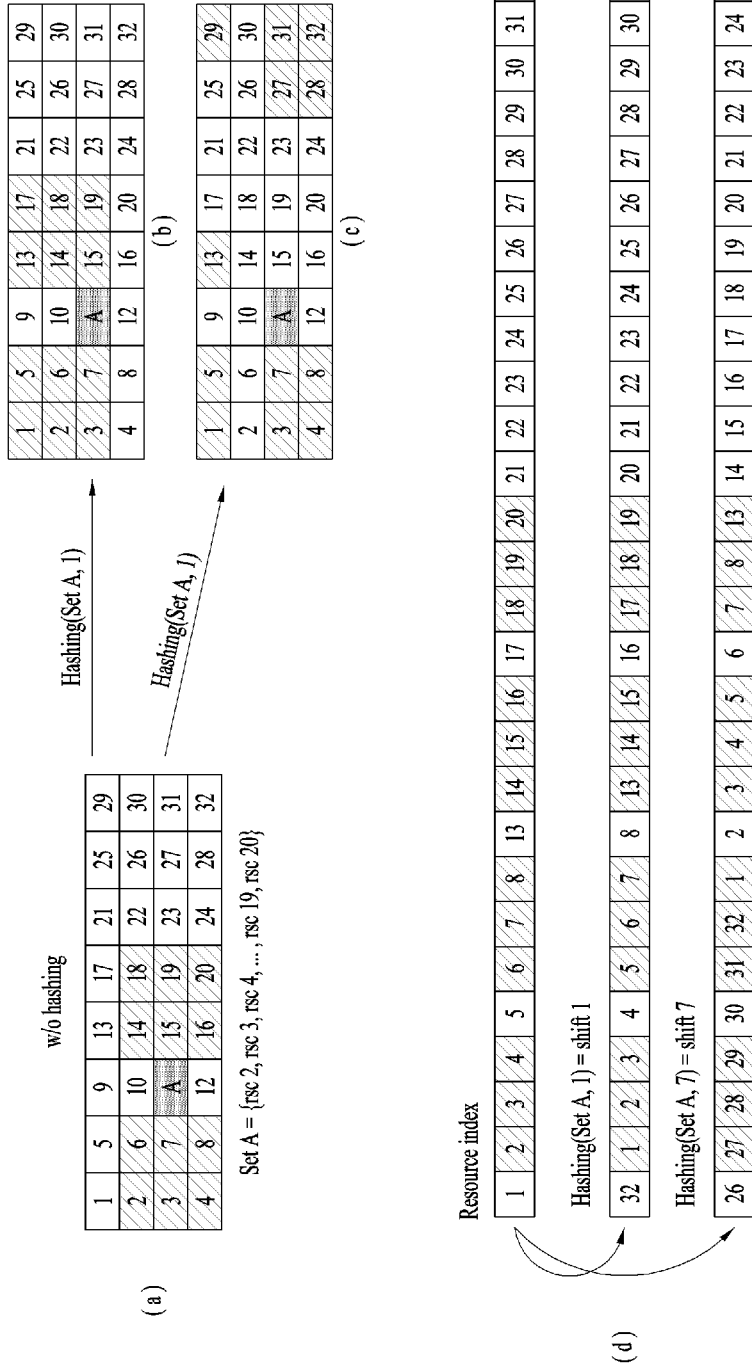 (a)
w/o hashing
1 5 9 13 17 21 25 29
2 6 10 14 18 22 26 30
3 7 A 15 19 23 27 31
4 8 12 16 20 24 28 32
Set A = {rsc 2, rsc 3, rsc 4, ... , rsc 19, rsc 20}
Hashing(Set A, 1)
1 5 9 13 17 21 25 29
2 6 10 14 18 22 26 30
3 7 A 15 19 23 27 31
4 8 12 16 20 24 28 32
(b)
Hashing(Set A, 1)
1 5 9 13 17 21 25 29
2 6 10 14 18 22 26 30
3 7 A 15 19 23 27 31
4 8 12 16 20 24 28 32
(c)
(d)
Resource index
1 2 3 4 5 6 7 8 13 14 15 16 17 18 19 20 21 22 23 24 25 26 27 28 29 30 31
Hashing(Set A, 1) = shift 1
32 1 2 3 4 5 6 7 8 13 14 15 16 17 18 19 20 21 22 23 24 25 26 27 28 29 30
Hashing(Set A, 7) = shift 7
26 27 28 29 30 31 32 1 2 3 4 5 6 7 8 13 14 15 16 17 18 19 20 21 22 23 24